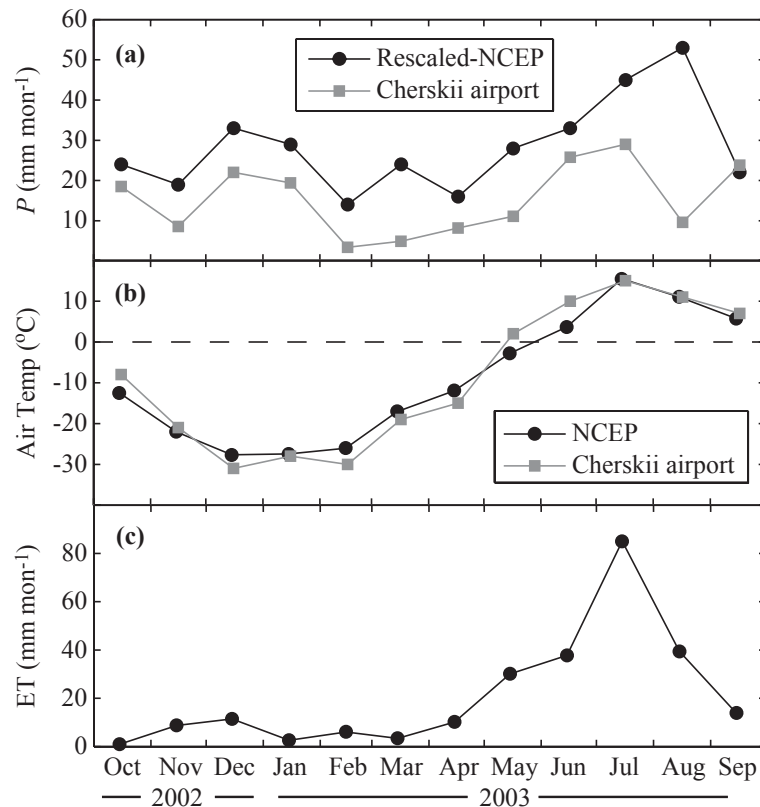 60
50
40
30
20
10
P (mm mon-1)
(a)
Rescaled-NCEP
Cherskii airport
10
0
-10
-20
-30
Air Temp (oC)
(b)
NCEP
Cherskii airport
80
60
40
20
0
ET (mm mon-1)
(c)
Oct Nov Dec Jan Feb Mar Apr May Jun Jul Aug Sep
2002 2003